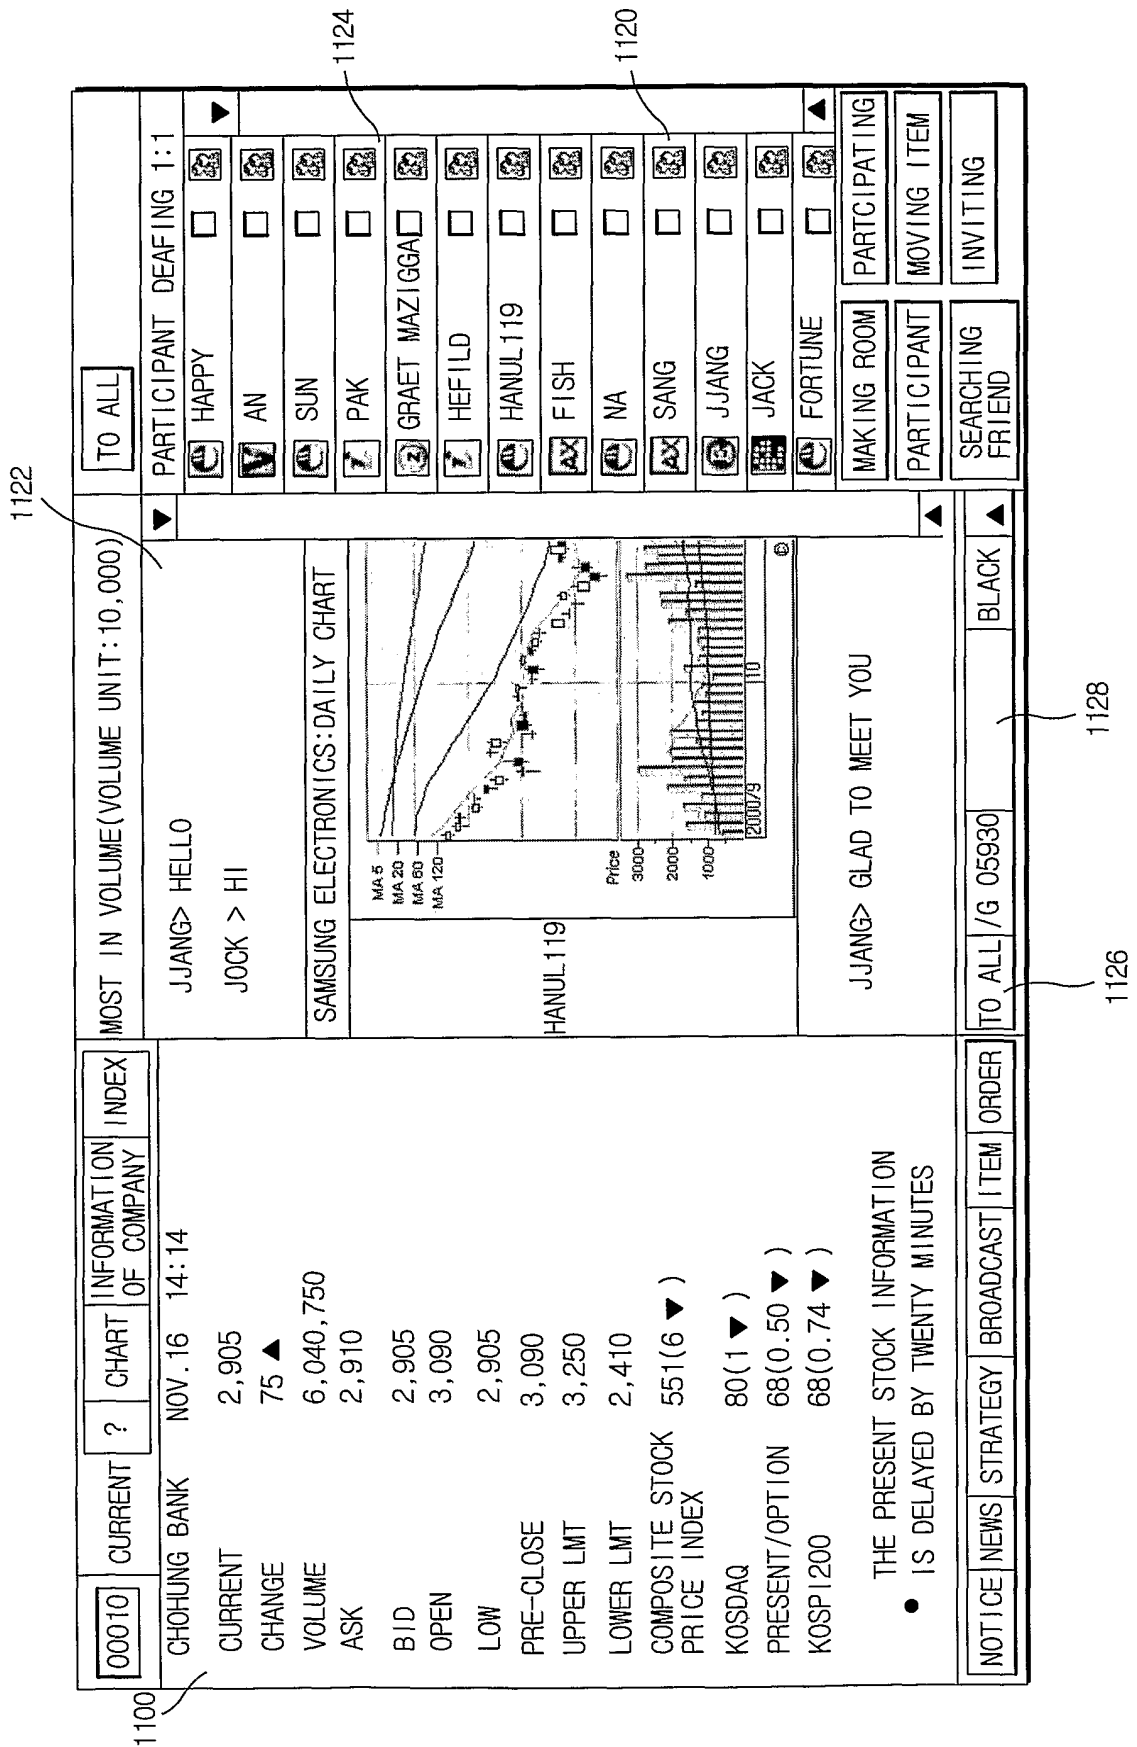 00010 CURRENT ? CHART INFORMATION OF COMPANY INDEX
CHOHUNG BANK NOV.16 14:14
CURRENT 2,905
CHANGE 75 ▲
VOLUME 6,040,750
ASK 2,910
BID 2,905
OPEN 3,090
LOW 2,905
PRE-CLOSE 3,090
UPPER LMT 3,250
LOWER LMT 2,410
COMPOSITE STOCK
PRICE INDEX 551(6 ▼ )
KOSDAQ 80(1 ▼ )
PRESENT/OPTION 68(0.50 ▼ )
KOSPI200 68(0.74 ▼ )
THE PRESENT STOCK INFORMATION
● IS DELAYED BY TWENTY MINUTES
NOTICE NEWS STRATEGY BROADCAST ITEM ORDER
MOST IN VOLUME(VOLUME UNIT:10,000)
JJANG> HELLO
JOCK > HI
SAMSUNG ELECTRONICS:DAILY CHART
HANUL119
MA 5
MA 20
MA 60
MA 120
Price
3000
2000
1000
2000/9 10
©
JJANG> GLAD TO MEET YOU
TO ALL /G 05930 BLACK ▲
TO ALL
PARTICIPANT DEAFING 1:1
HAPPY
V AN
SUN
Z PAK
Z GRAET MAZIGGA
Z HEFILD
HANUL119
AX FISH
NA
AX SANG
JJANG
JACK
FORTUNE
MAKING ROOM PARTCIPATING
PARTICIPANT MOVING ITEM
SEARCHING
FRIEND INVITING
1100
1122
1124
1120
1126
1128